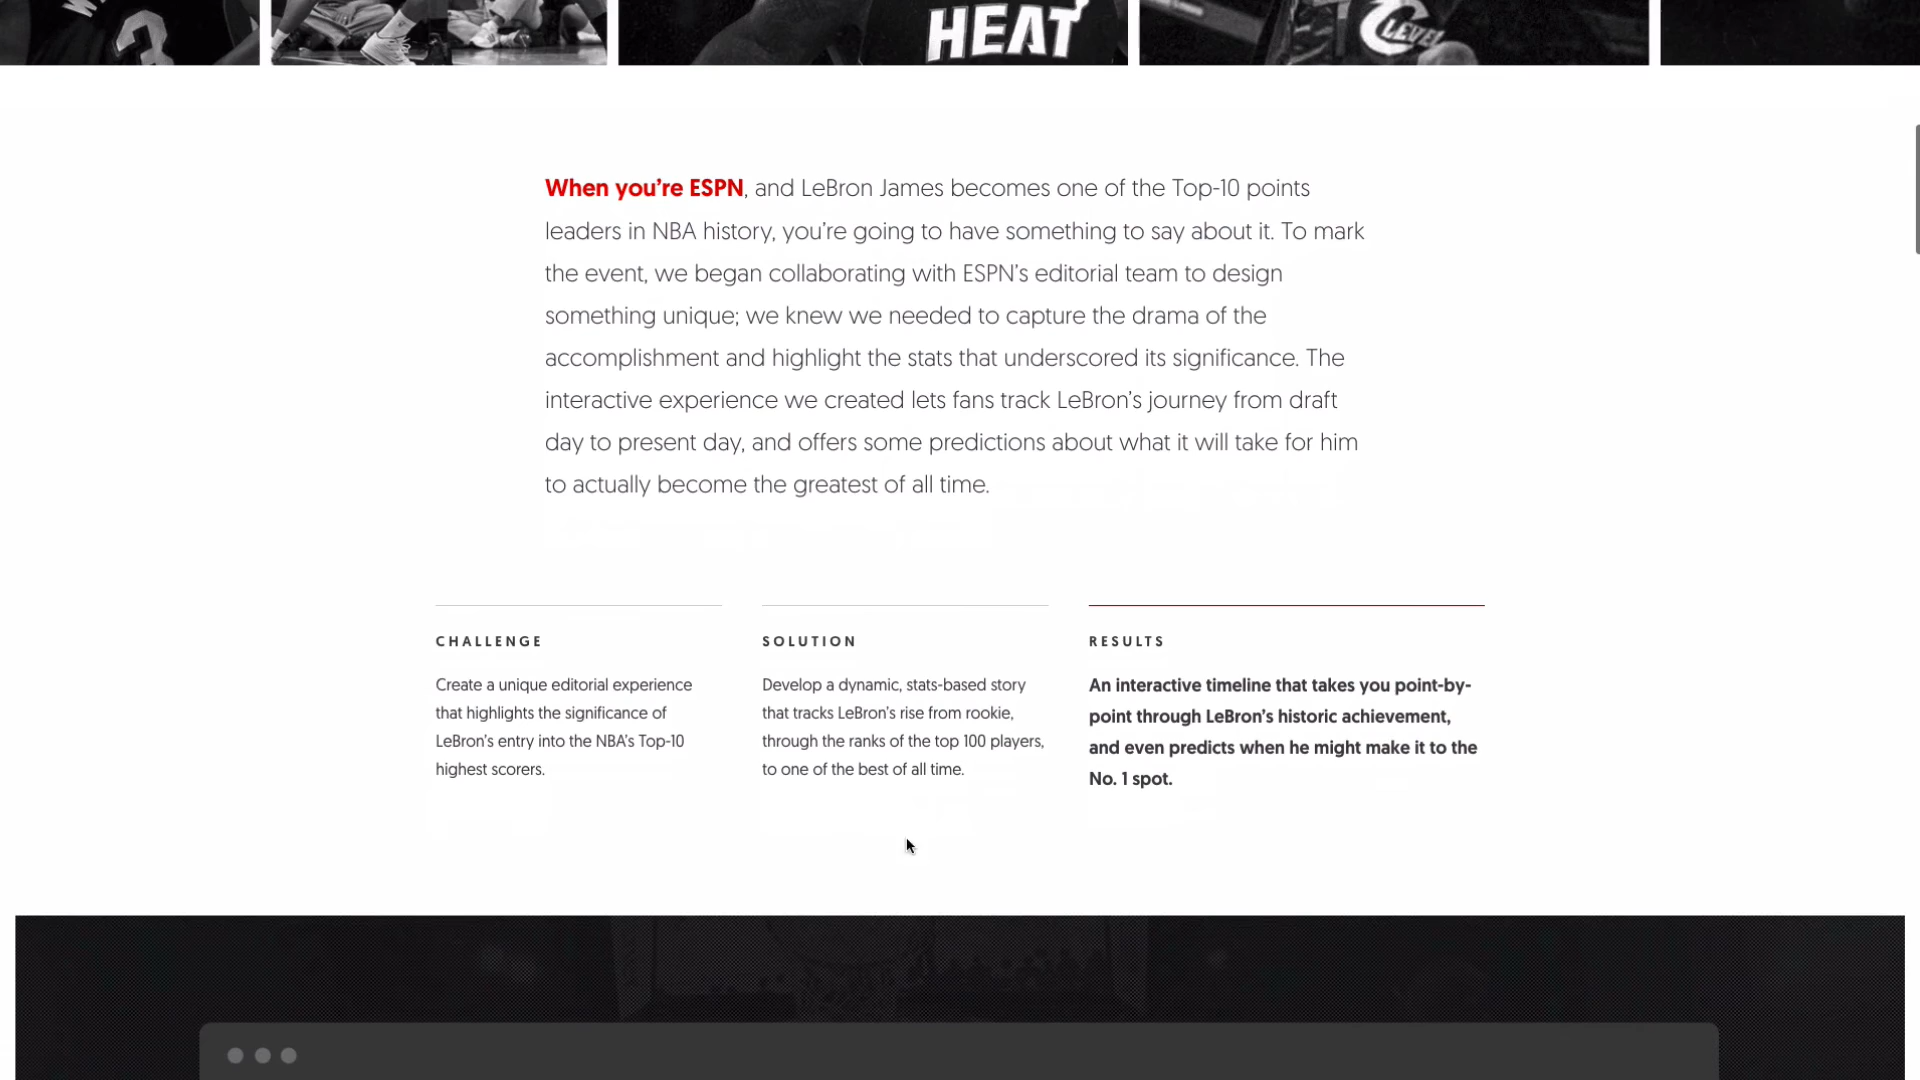 3
HEAT
CLEVEL
When you’re ESPN, and LeBron James becomes one of the Top-10 points
leaders in NBA history, you’re going to have something to say about it. To mark
the event, we began collaborating with ESPN’s editorial team to design
something unique; we knew we needed to capture the drama of the
accomplishment and highlight the stats that underscored its significance. The
interactive experience we created lets fans track LeBron’s journey from draft
day to present day, and offers some predictions about what it will take for him
to actually become the greatest of all time.
CHALLENGE
Create a unique editorial experience
that highlights the significance of
LeBron’s entry into the NBA’s Top-10
highest scorers.
SOLUTION
Develop a dynamic, stats-based story
that tracks LeBron’s rise from rookie,
through the ranks of the top 100 players,
to one of the best of all time.
RESULTS
An interactive timeline that takes you point-by-
point through LeBron’s historic achievement,
and even predicts when he might make it to the
No. 1 spot.